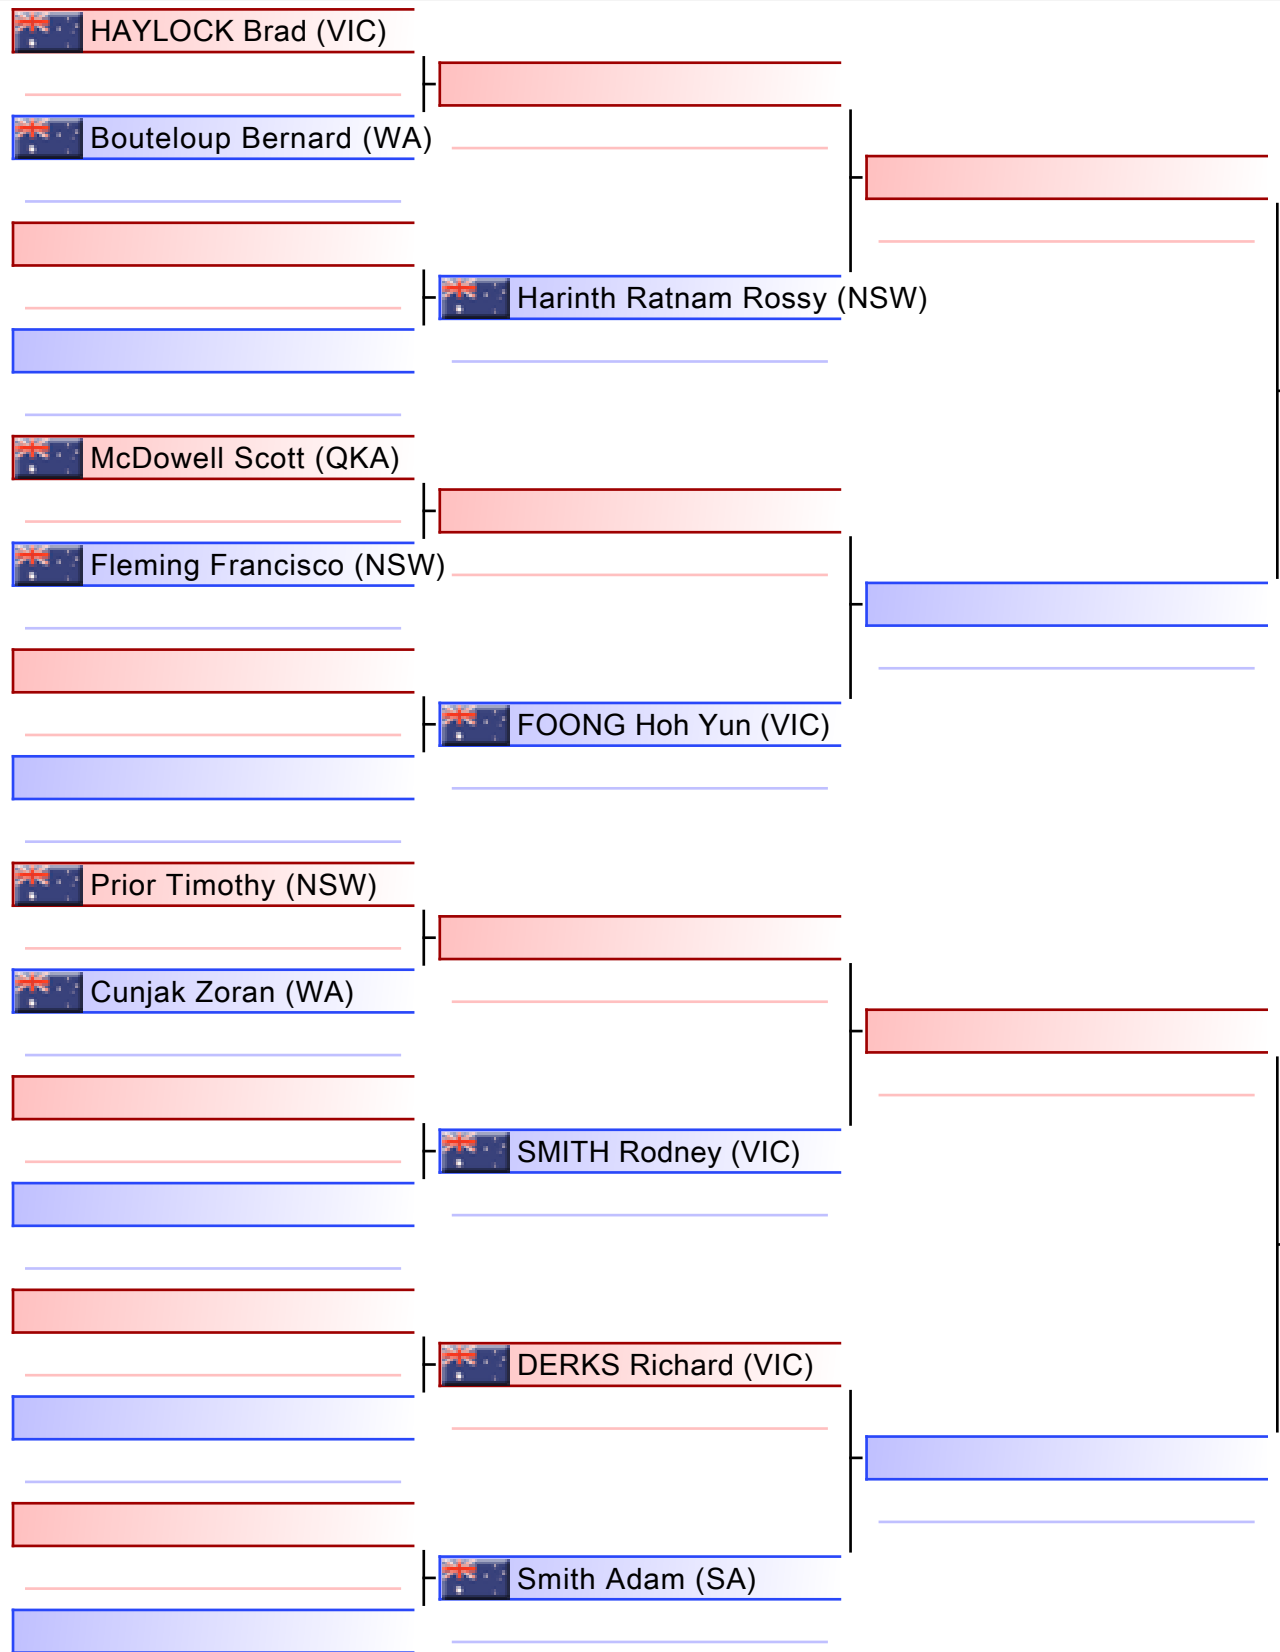 HAYLOCK Brad (VIC)
Bouteloup Bernard (WA)
Harinth Ratnam Rossy (NSW)
McDowell Scott (QKA)
Fleming Francisco (NSW)
FOONG Hoh Yun (VIC)
Prior Timothy (NSW)
Cunjak Zoran (WA)
SMITH Rodney (VIC)
DERKS Richard (VIC)
Smith Adam (SA)